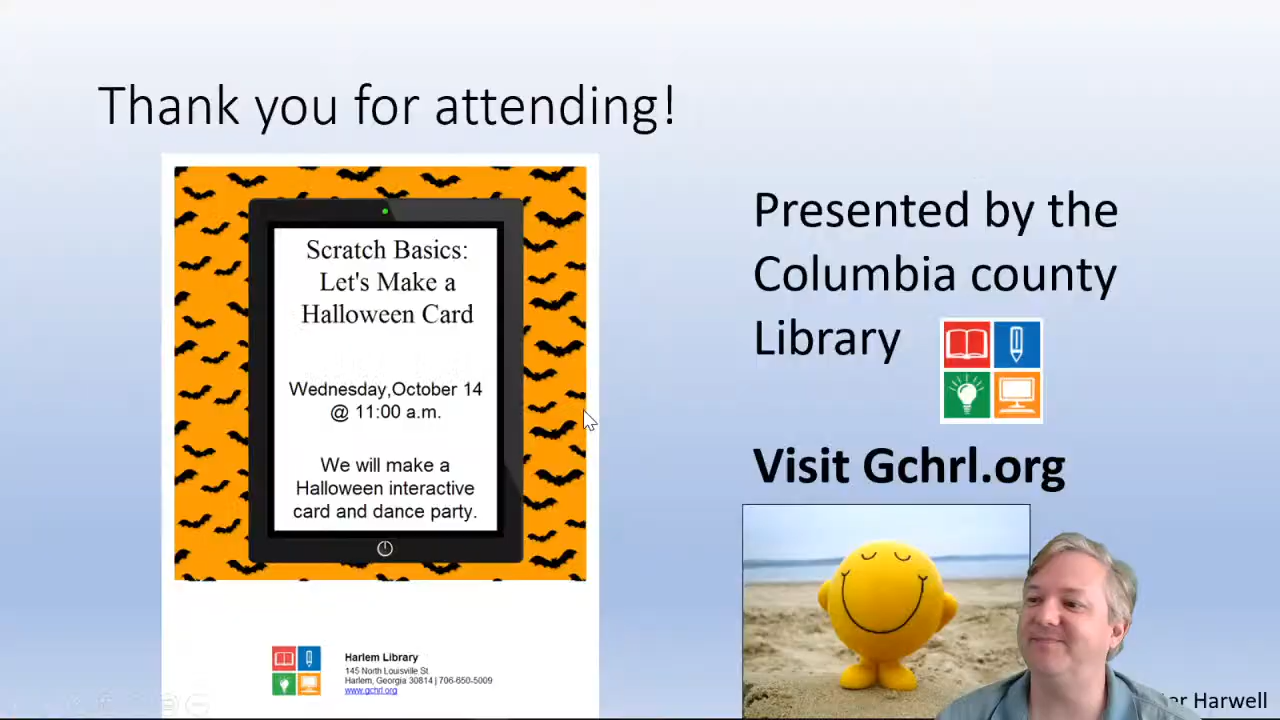 Thank you for attending!
Scratch Basics:
Let's Make a
Halloween Card
Wednesday,October 14
@ 11:00 a.m.
We will make a
Halloween interactive
card and dance party.
Harlem Library
145 North Louisville St.
Harlem, Georgia 30814 | 706-650-5009
www.gchrl.org
Presented by the
Columbia county
Library
Visit Gchrl.org
Harwell